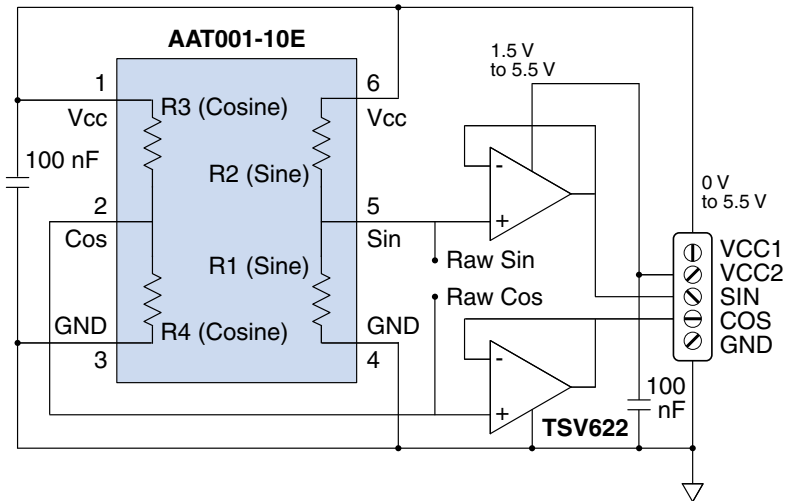 AAT001-10E
1
Vcc
R3 (Cosine)
6
Vcc
1.5 V
to 5.5 V
100 nF
R2 (Sine)
-
+
0 V
to 5.5 V
2
Cos
5
Sin
R1 (Sine)
Raw Sin
Raw Cos
VCC1
VCC2
SIN
COS
GND
GND
3
R4 (Cosine)
GND
4
-
+
100
nF
TSV622